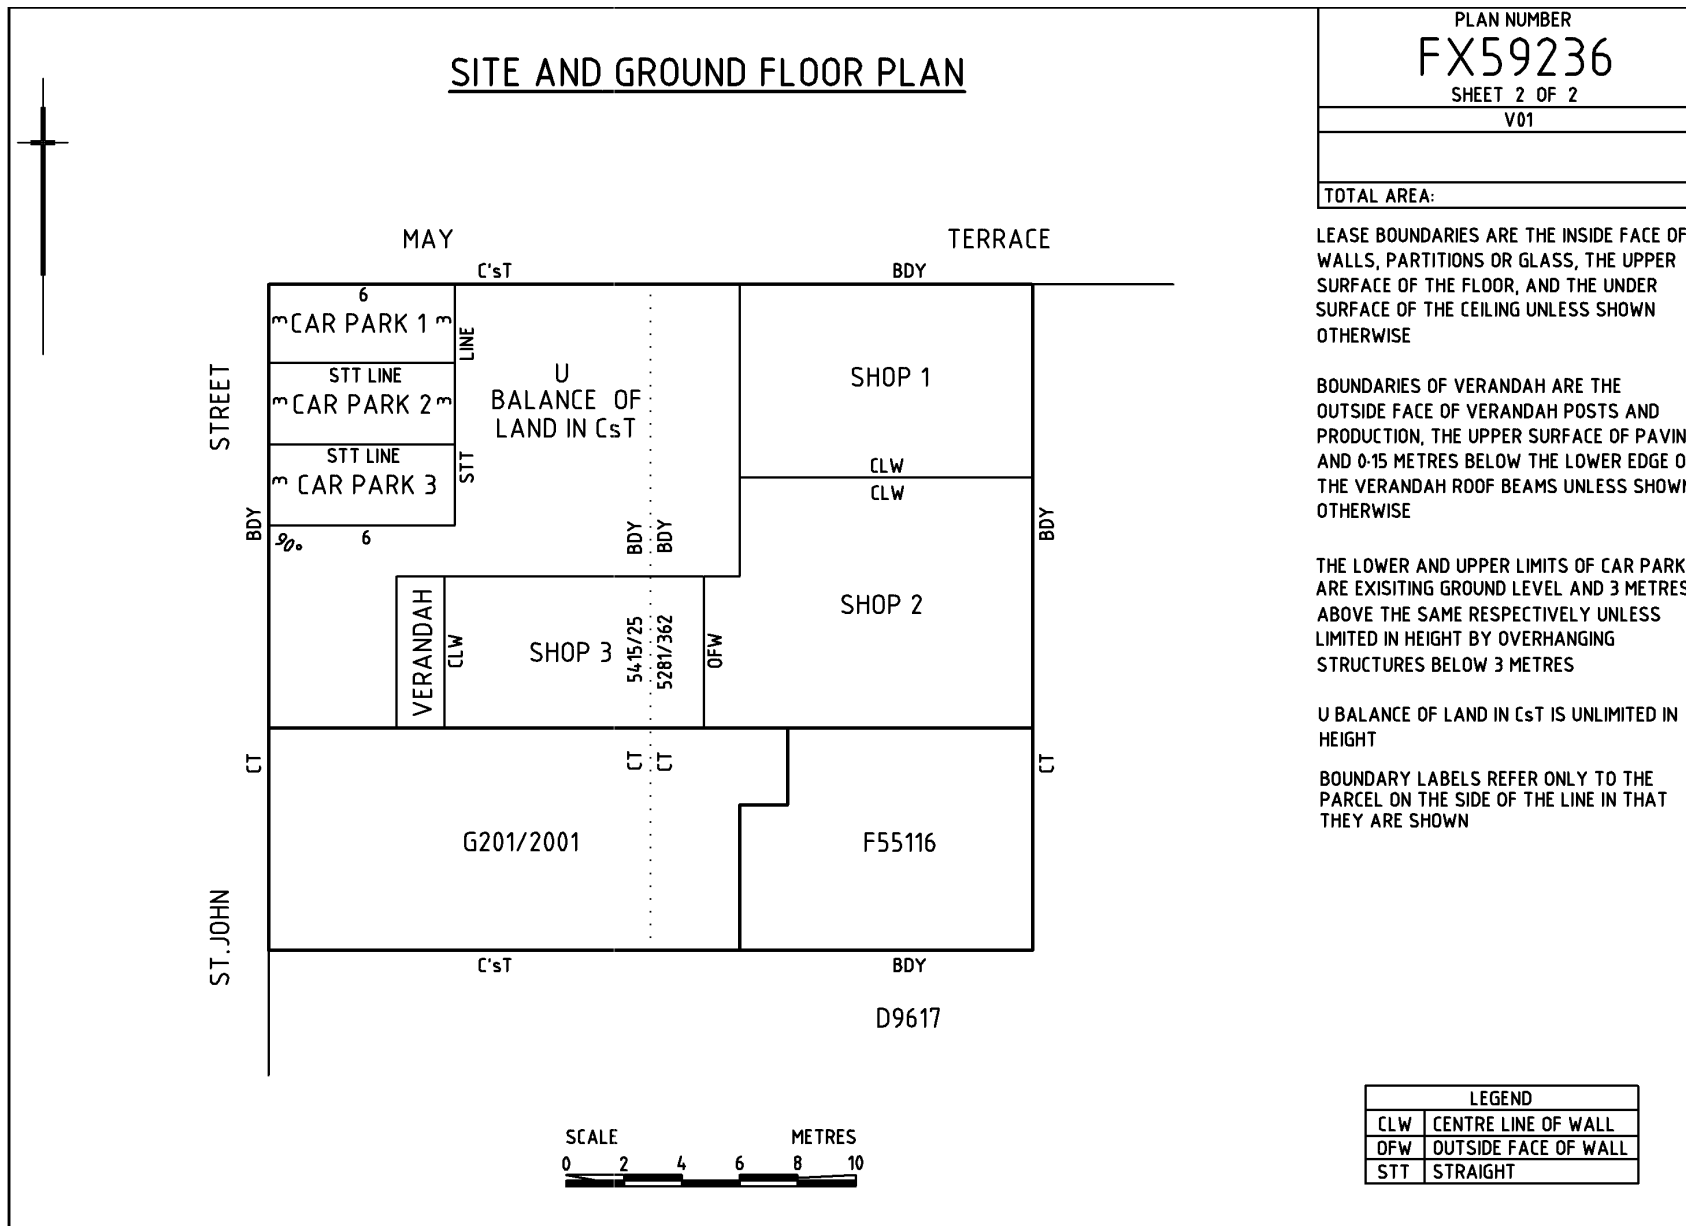 SITE AND GROUND FLOOR PLAN
PLAN NUMBER
FX59236
SHEET 2 OF 2
V01
TOTAL AREA:
LEASE BOUNDARIES ARE THE INSIDE FACE OF
WALLS, PARTITIONS OR GLASS, THE UPPER
SURFACE OF THE FLOOR, AND THE UNDER
SURFACE OF THE CEILING UNLESS SHOWN
OTHERWISE
BOUNDARIES OF VERANDAH ARE THE
OUTSIDE FACE OF VERANDAH POSTS AND
PRODUCTION, THE UPPER SURFACE OF PAVIN
AND 0·15 METRES BELOW THE LOWER EDGE O
THE VERANDAH ROOF BEAMS UNLESS SHOWN
OTHERWISE
THE LOWER AND UPPER LIMITS OF CAR PARK
ARE EXISITING GROUND LEVEL AND 3 METRES
ABOVE THE SAME RESPECTIVELY UNLESS
LIMITED IN HEIGHT BY OVERHANGING
STRUCTURES BELOW 3 METRES
U BALANCE OF LAND IN CsT IS UNLIMITED IN
HEIGHT
BOUNDARY LABELS REFER ONLY TO THE
PARCEL ON THE SIDE OF THE LINE IN THAT
THEY ARE SHOWN
MAY TERRACE
C'sT BDY
6
3 CAR PARK 1 3
LINE
STT LINE
3 CAR PARK 2 3
STT LINE
STT
3 CAR PARK 3
90° 6
STREET
BDY
U
BALANCE OF
LAND IN CsT
SHOP 1
CLW
CLW
BDY BDY
BDY
SHOP 2
VERANDAH
CLW
SHOP 3
5415/25
5281/362
OFW
CT
CT CT
CT
G201/2001
F55116
ST.JOHN
C'sT BDY
D9617
SCALE METRES
0 2 4 6 8 10
LEGEND
CLW CENTRE LINE OF WALL
OFW OUTSIDE FACE OF WALL
STT STRAIGHT